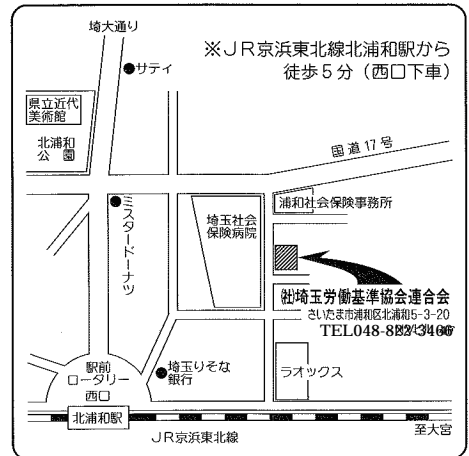 埼大通り
※JR京浜東北線北浦和駅から
徒歩5分（西口下車）
サティ
県立近代
美術館
北浦和
公園
国道17号
ミスタードーナツ
埼玉社会
保険病院
浦和社会保険事務所
㈳埼玉労働基準協会連合会
さいたま市浦和区北浦和5-3-20
TEL048-822-3466
駅前
ロータリー
西口
埼玉りそな
銀行
ラオックス
北浦和駅
JR京浜東北線
至大宮